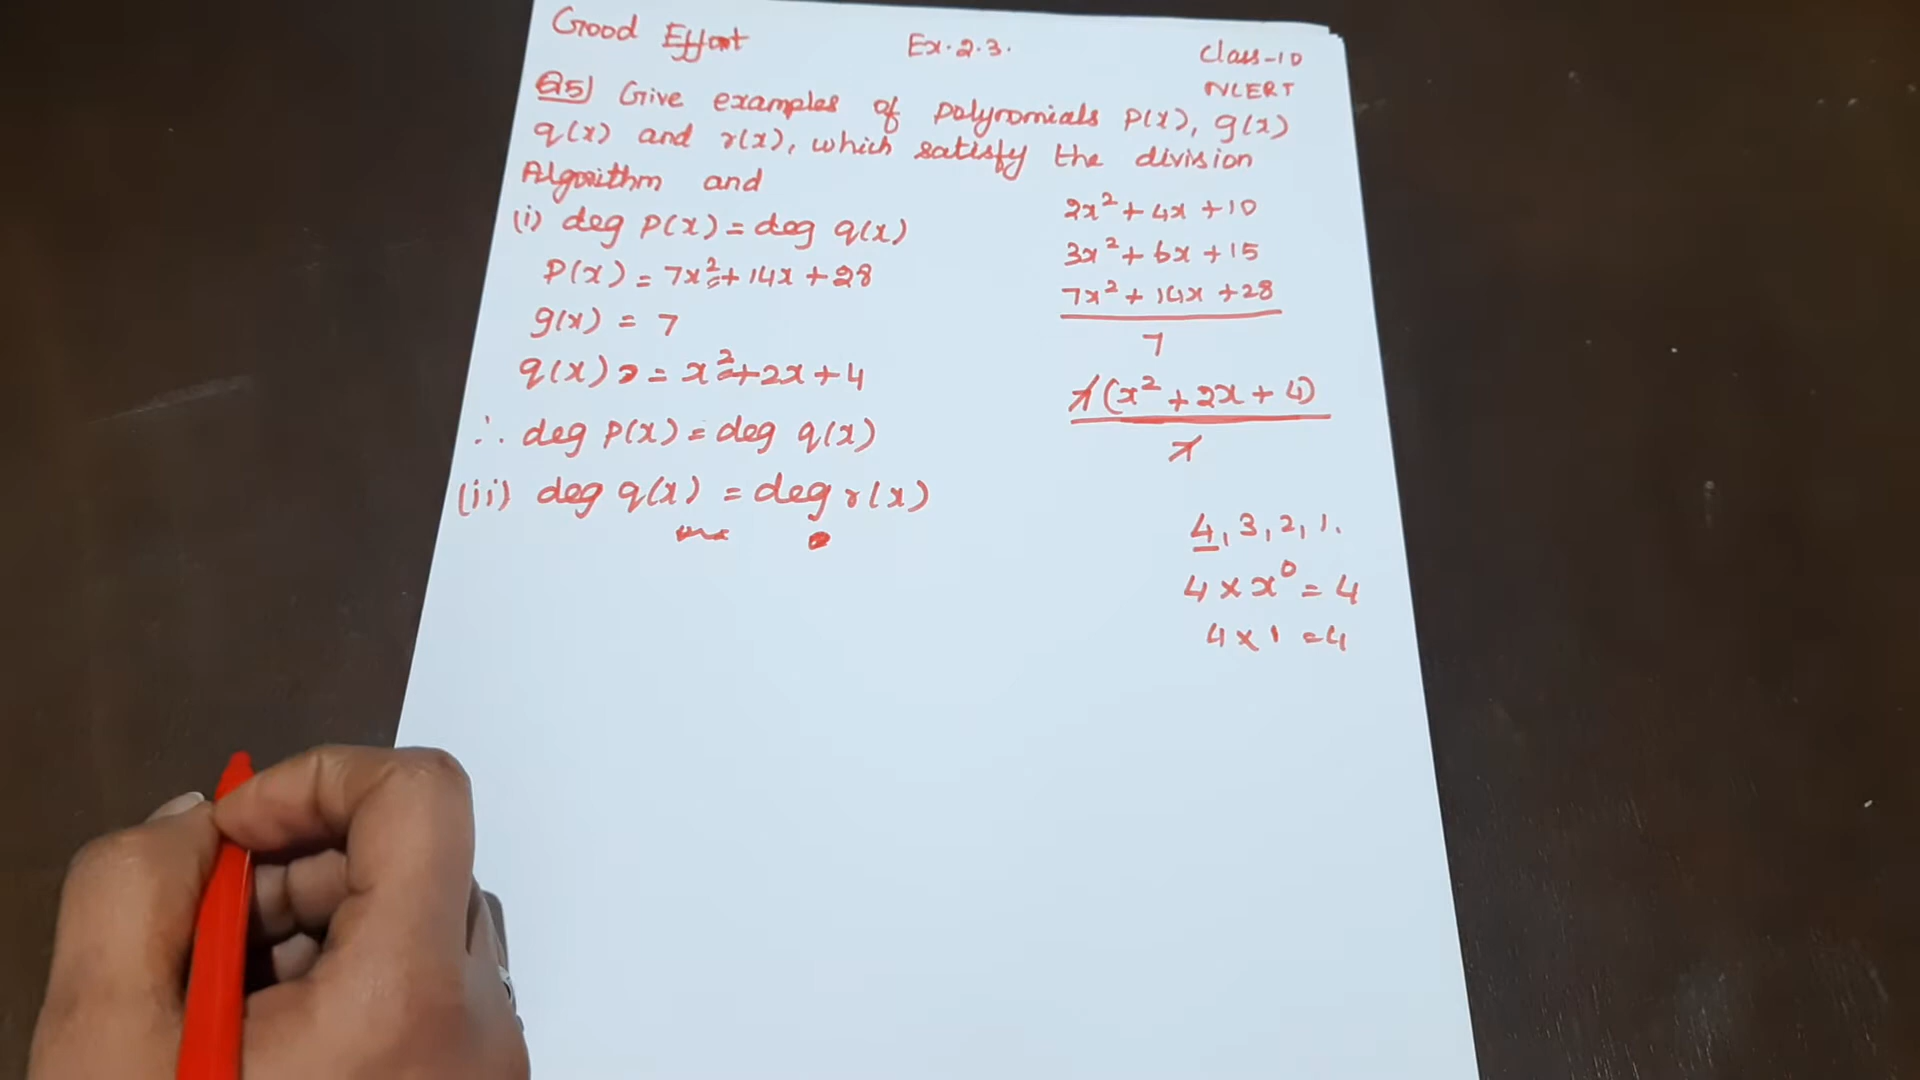 Good Effort Ex.2.3. Class-10
NCERT
Q5) Give examples of polynomials P(x), g(x)
q(x) and r(x), which satisfy the division
Algorithm and
(i) deg P(x) = deg q(x)
P(x) = 7x²+14x+28
g(x) = 7
q(x) = x²+2x+4
∴ deg P(x) = deg q(x)
(ii) deg q(x) = deg r(x)
2x²+4x+10
3x²+6x+15
7x²+14x+28
7
7(x²+2x+4)
7
4, 3, 2, 1.
4 × x⁰ = 4
4 × 1 = 4